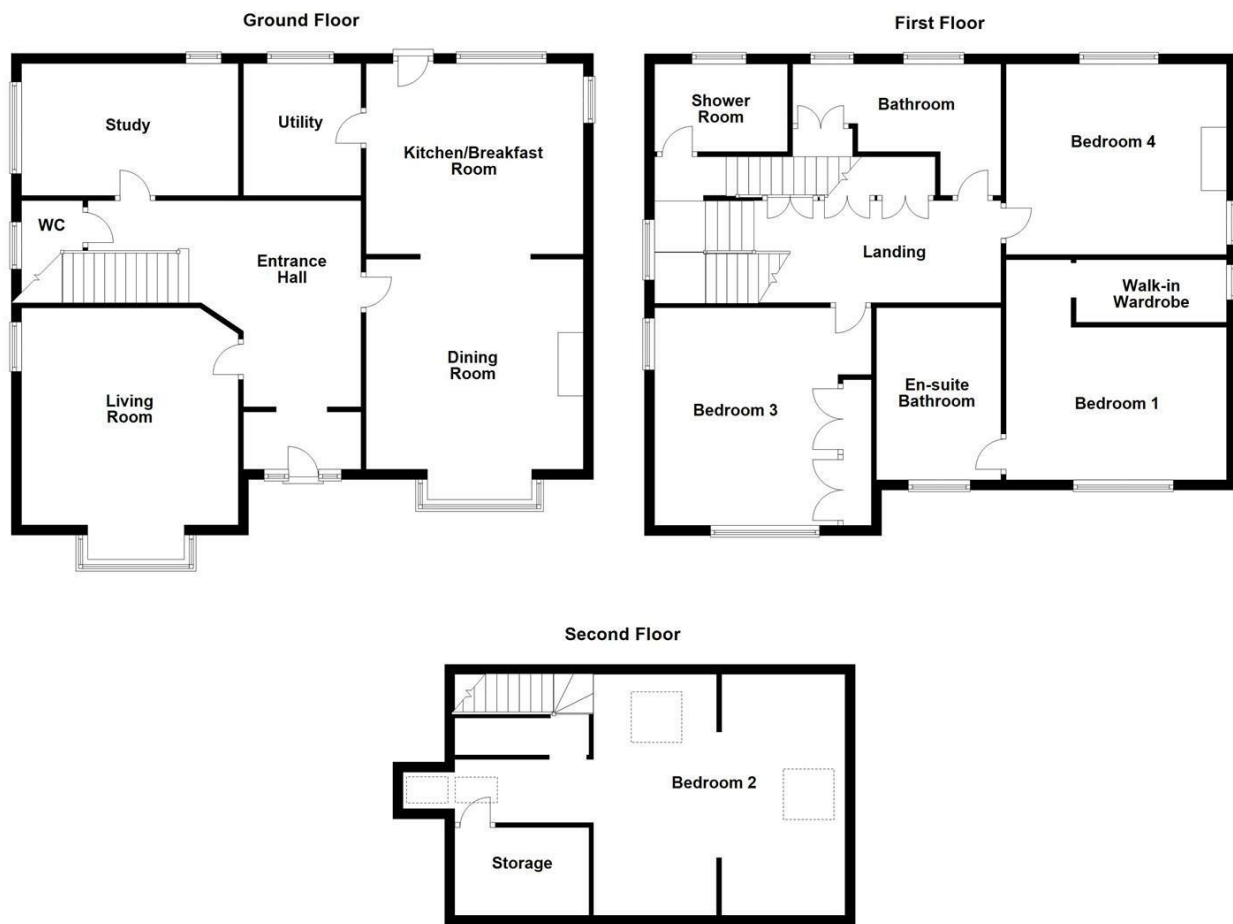 Ground Floor
Study
Utility
Kitchen/Breakfast
Room
WC
Entrance
Hall
Living
Room
Dining
Room
First Floor
Shower
Room
Bathroom
Bedroom 4
Landing
Walk-in
Wardrobe
Bedroom 3
En-suite
Bathroom
Bedroom 1
Second Floor
Bedroom 2
Storage